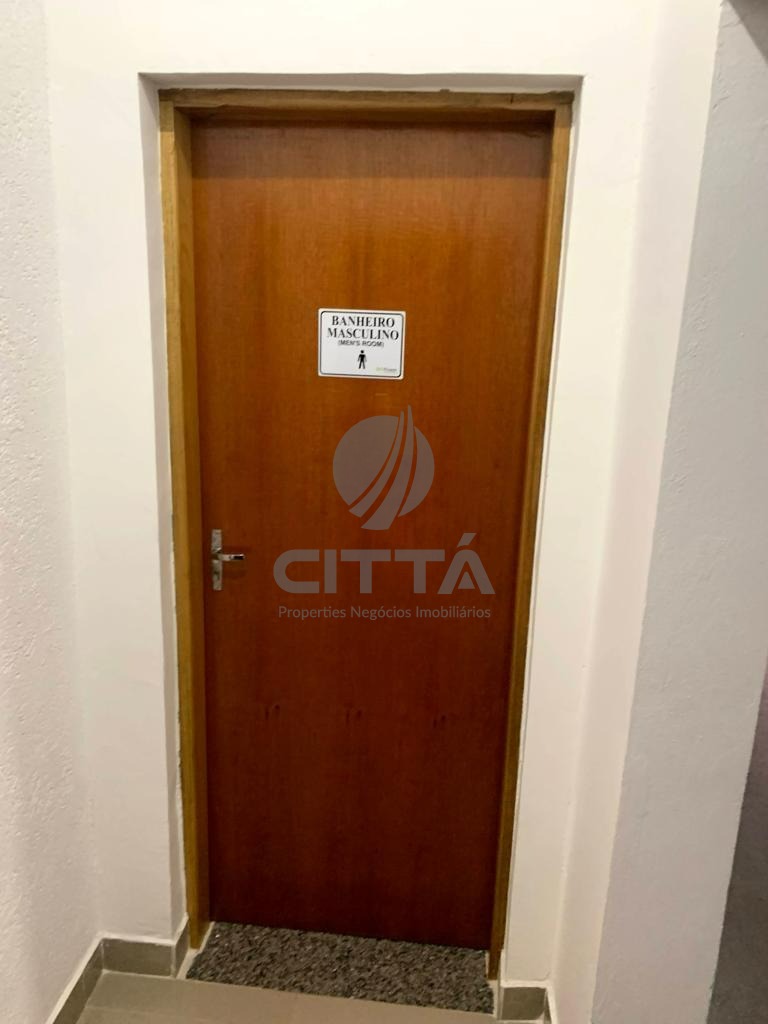 BANHEIRO
MASCULINO
(MEN'S ROOM)
CITTÁ
Properties Negócios Imobiliários